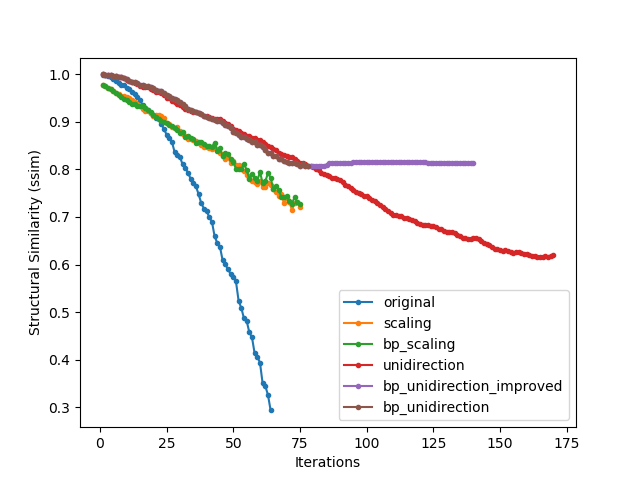 1.0
0.9
0.8
0.7
0.6
0.5
0.4
0.3
Structural Similarity (ssim)
0 25 50 75 100 125 150 175
Iterations
original
scaling
bp_scaling
unidirection
bp_unidirection_improved
bp_unidirection